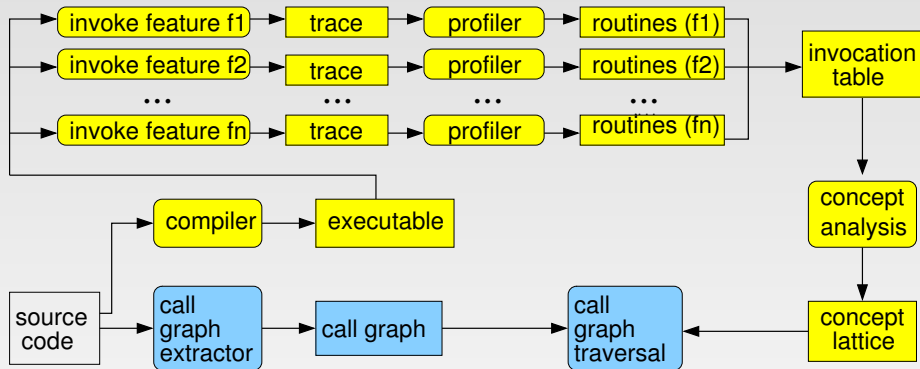 invoke feature f1
trace
profiler
routines (f1)
invoke feature f2
trace
profiler
routines (f2)
invocation
table
...
...
...
...
invoke feature fn
trace
profiler
routines (fn)
concept
analysis
compiler
executable
source
code
call
graph
extractor
call graph
call
graph
traversal
concept
lattice